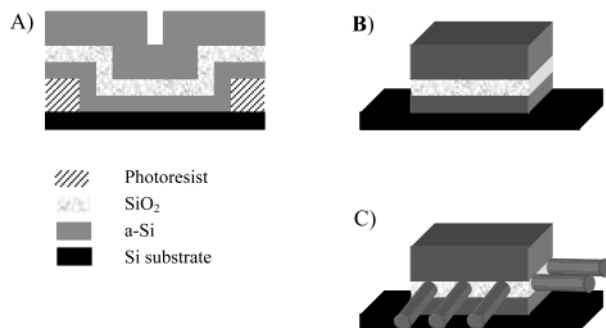 A)
B)
Photoresist
SiO₂
a-Si
Si substrate
C)